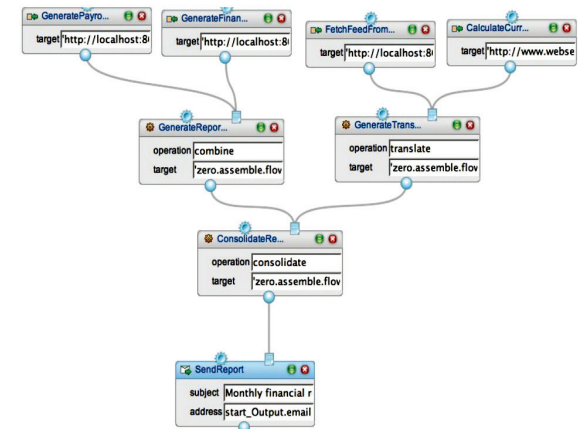 GeneratePayro...
target 'http://localhost:8
GenerateFinan...
target 'http://localhost:8
FetchFeedFrom...
target 'http://localhost:8
CalculateCurr...
target 'http://www.webse
GenerateRepor...
operation combine
target 'zero.assemble.flov
GenerateTrans...
operation translate
target 'zero.assemble.flov
ConsolidateRe...
operation consolidate
target 'zero.assemble.flov
SendReport
subject Monthly financial r
address start_Output.email